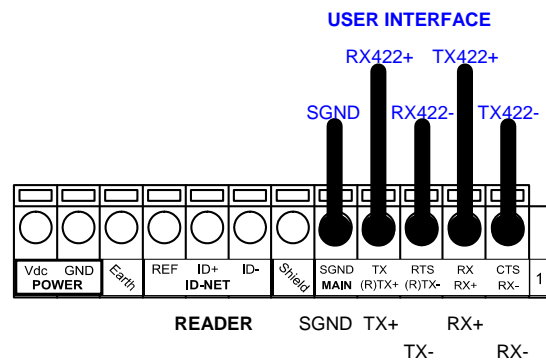 USER INTERFACE
RX422+ TX422+
SGND RX422- TX422-
Vdc GND Earth REF ID+ ID- Shield SGND TX RTS RX CTS 1
POWER ID-NET MAIN (R)TX+ (R)TX- RX+ RX-
READER SGND TX+ RX+
TX- RX-